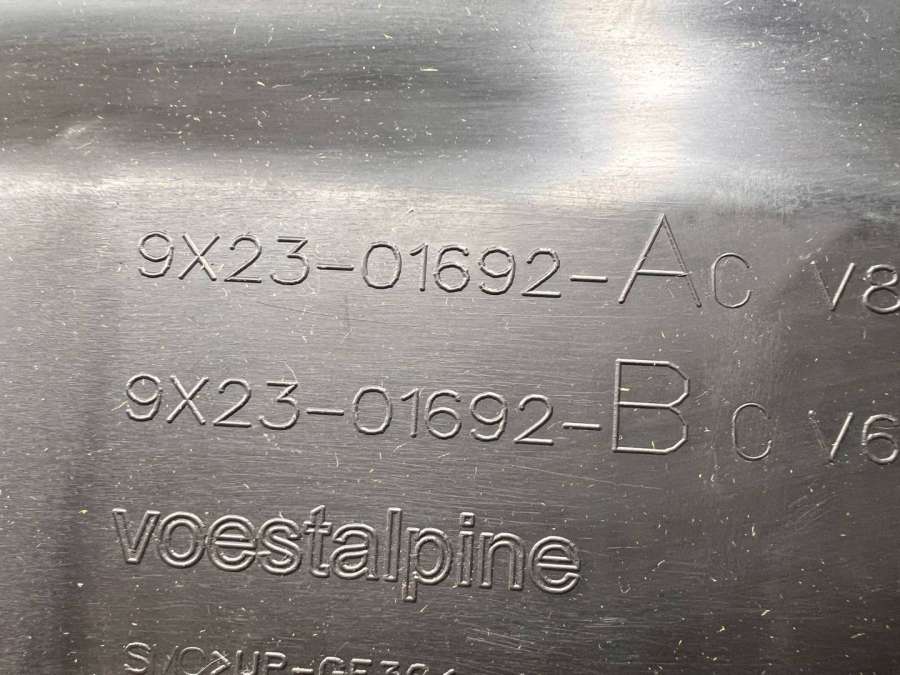 9X23-01692-AC V8
9X23-01692-BC V6
voestalpine